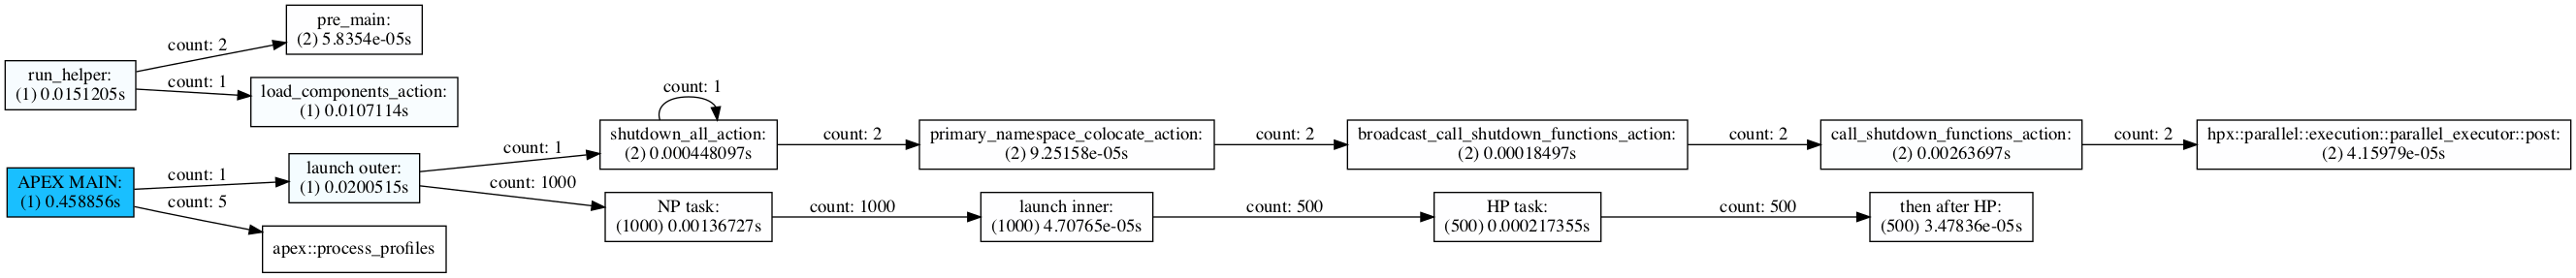 pre_main:
(2) 5.8354e-05s
count: 2
run_helper:
(1) 0.0151205s
count: 1
load_components_action:
(1) 0.0107114s
count: 1
shutdown_all_action:
(2) 0.000448097s
count: 2
primary_namespace_colocate_action:
(2) 9.25158e-05s
count: 2
broadcast_call_shutdown_functions_action:
(2) 0.00018497s
count: 2
call_shutdown_functions_action:
(2) 0.00263697s
count: 2
hpx::parallel::execution::parallel_executor::post:
(2) 4.15979e-05s
APEX MAIN:
(1) 0.458856s
count: 1
launch outer:
(1) 0.0200515s
count: 1
count: 1000
count: 5
apex::process_profiles
NP task:
(1000) 0.00136727s
count: 1000
launch inner:
(1000) 4.70765e-05s
count: 500
HP task:
(500) 0.000217355s
count: 500
then after HP:
(500) 3.47836e-05s